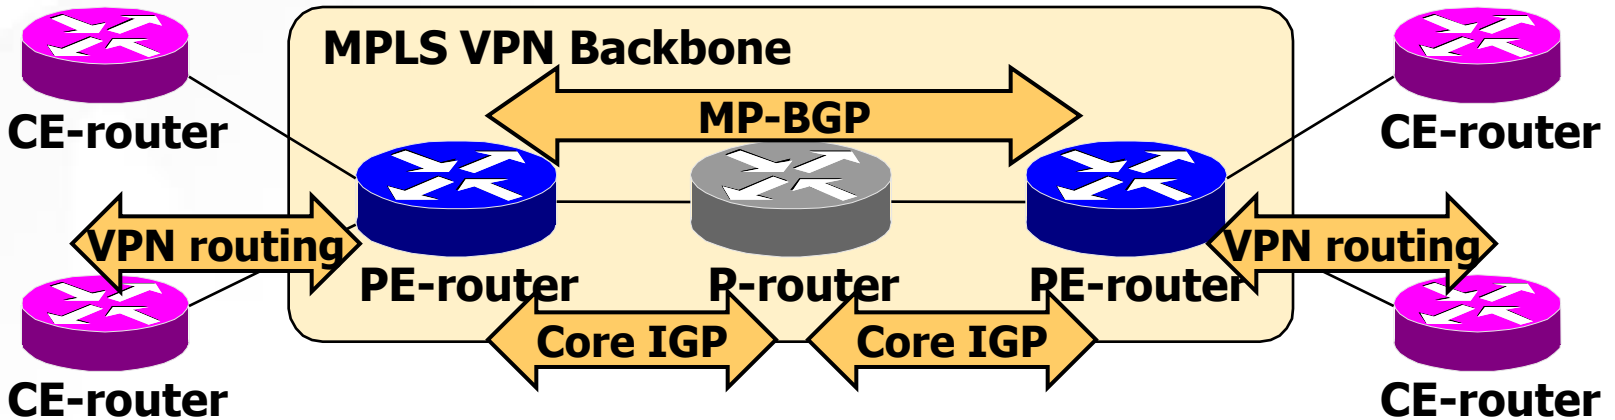 MPLS VPN Backbone
MP-BGP
CE-router
CE-router
VPN routing
VPN routing
PE-router
P-router
PE-router
Core IGP
Core IGP
CE-router
CE-router